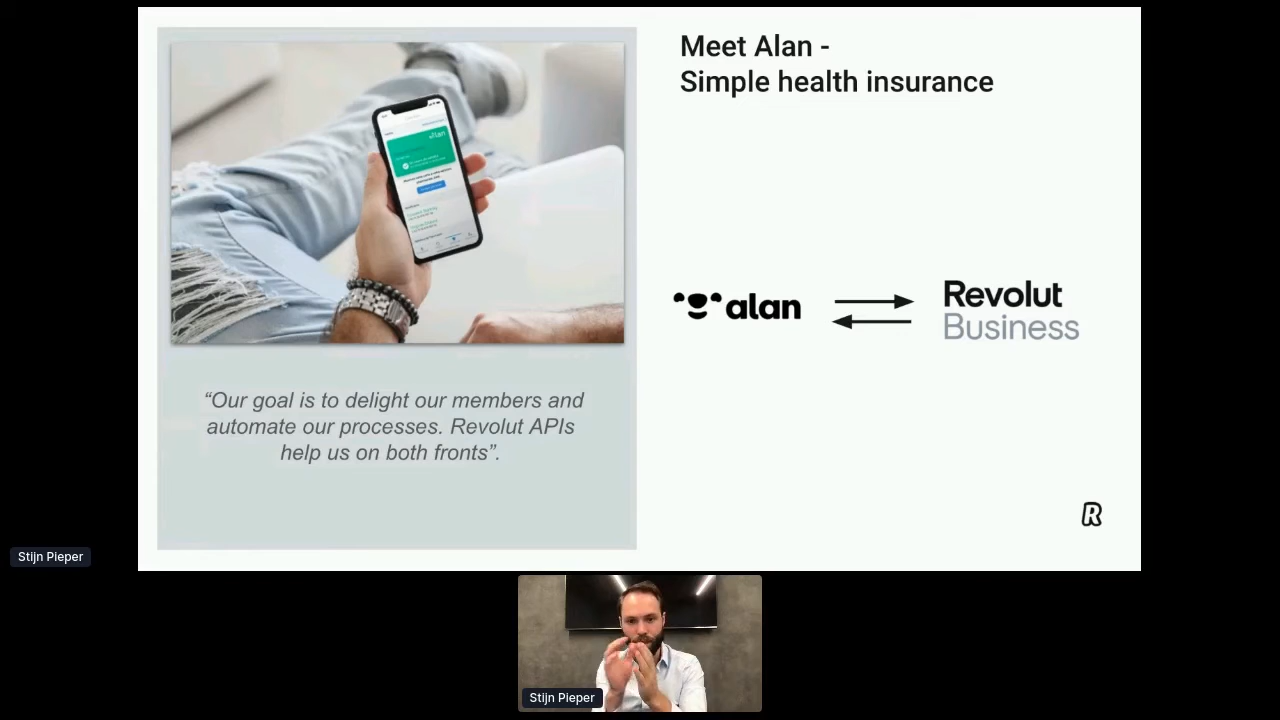 Meet Alan -
Simple health insurance
alan
alan
Revolut
Business
“Our goal is to delight our members and
automate our processes. Revolut APIs
help us on both fronts”.
R
Stijn Pieper
Stijn Pieper